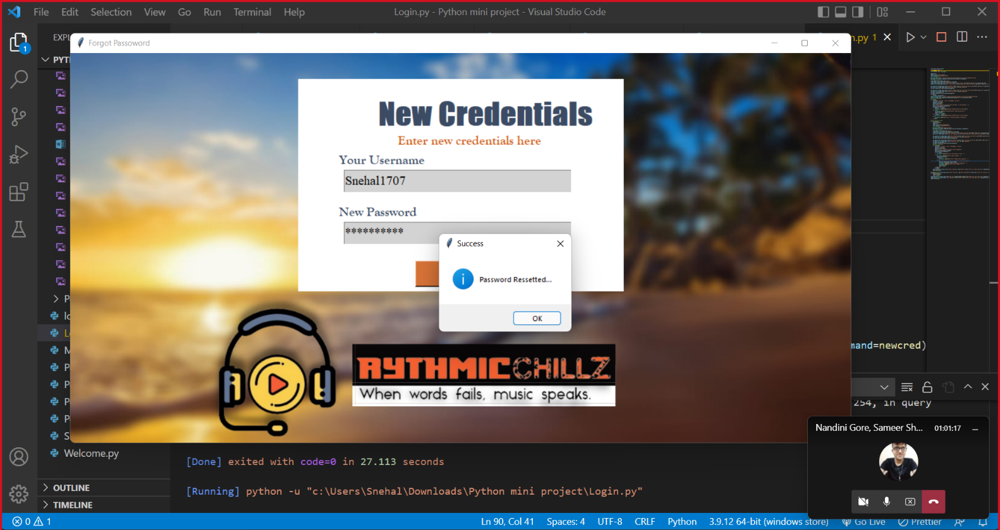 File Edit Selection View Go Run Terminal Help
Login.py - Python mini project - Visual Studio Code
EXPL
n.py 1
1
Forgot Passoword
PYT
New Credentials
Enter new credentials here
Your Username
Snehal1707
New Password
**********
Success
Password Ressetted...
OK
RYTHMIC CHILLZ
When words fails, music speaks.
P
lo
Lo
M
P
P
P
P
S
Welcome.py
mand=newcred)
254, in query
Nandini Gore, Sameer Sh... 01:01:17
[Done] exited with code=0 in 27.113 seconds
[Running] python -u "c:\Users\Snehal\Downloads\Python mini project\Login.py"
OUTLINE
TIMELINE
0 1
Ln 90, Col 41 Spaces: 4 UTF-8 CRLF Python 3.9.12 64-bit (windows store) Go Live Prettier